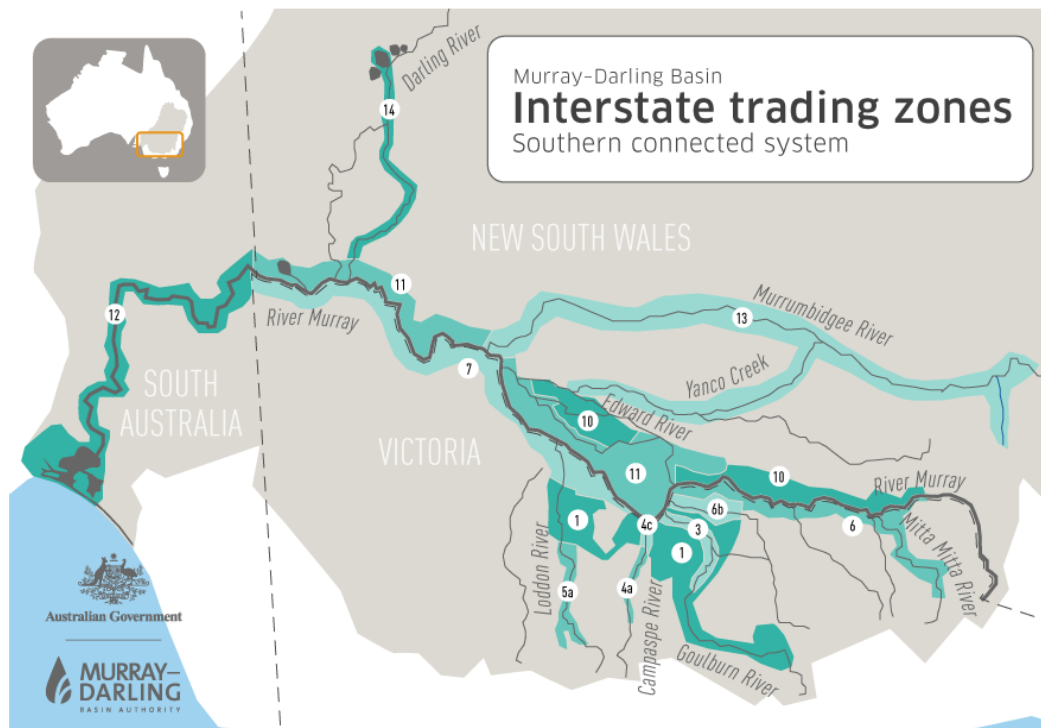 Murray–Darling Basin
Interstate trading zones
Southern connected system
Darling River
14
NEW SOUTH WALES
11
12
River Murray
Murrumbidgee River
13
7
SOUTH
AUSTRALIA
Yanco Creek
Edward River
10
VICTORIA
11
10
River Murray
6b
6
1
4c
3
1
Mitta Mitta River
Loddon River
5a
4a
Campaspe River
Goulburn River
Australian Government
MURRAY–
DARLING
BASIN AUTHORITY